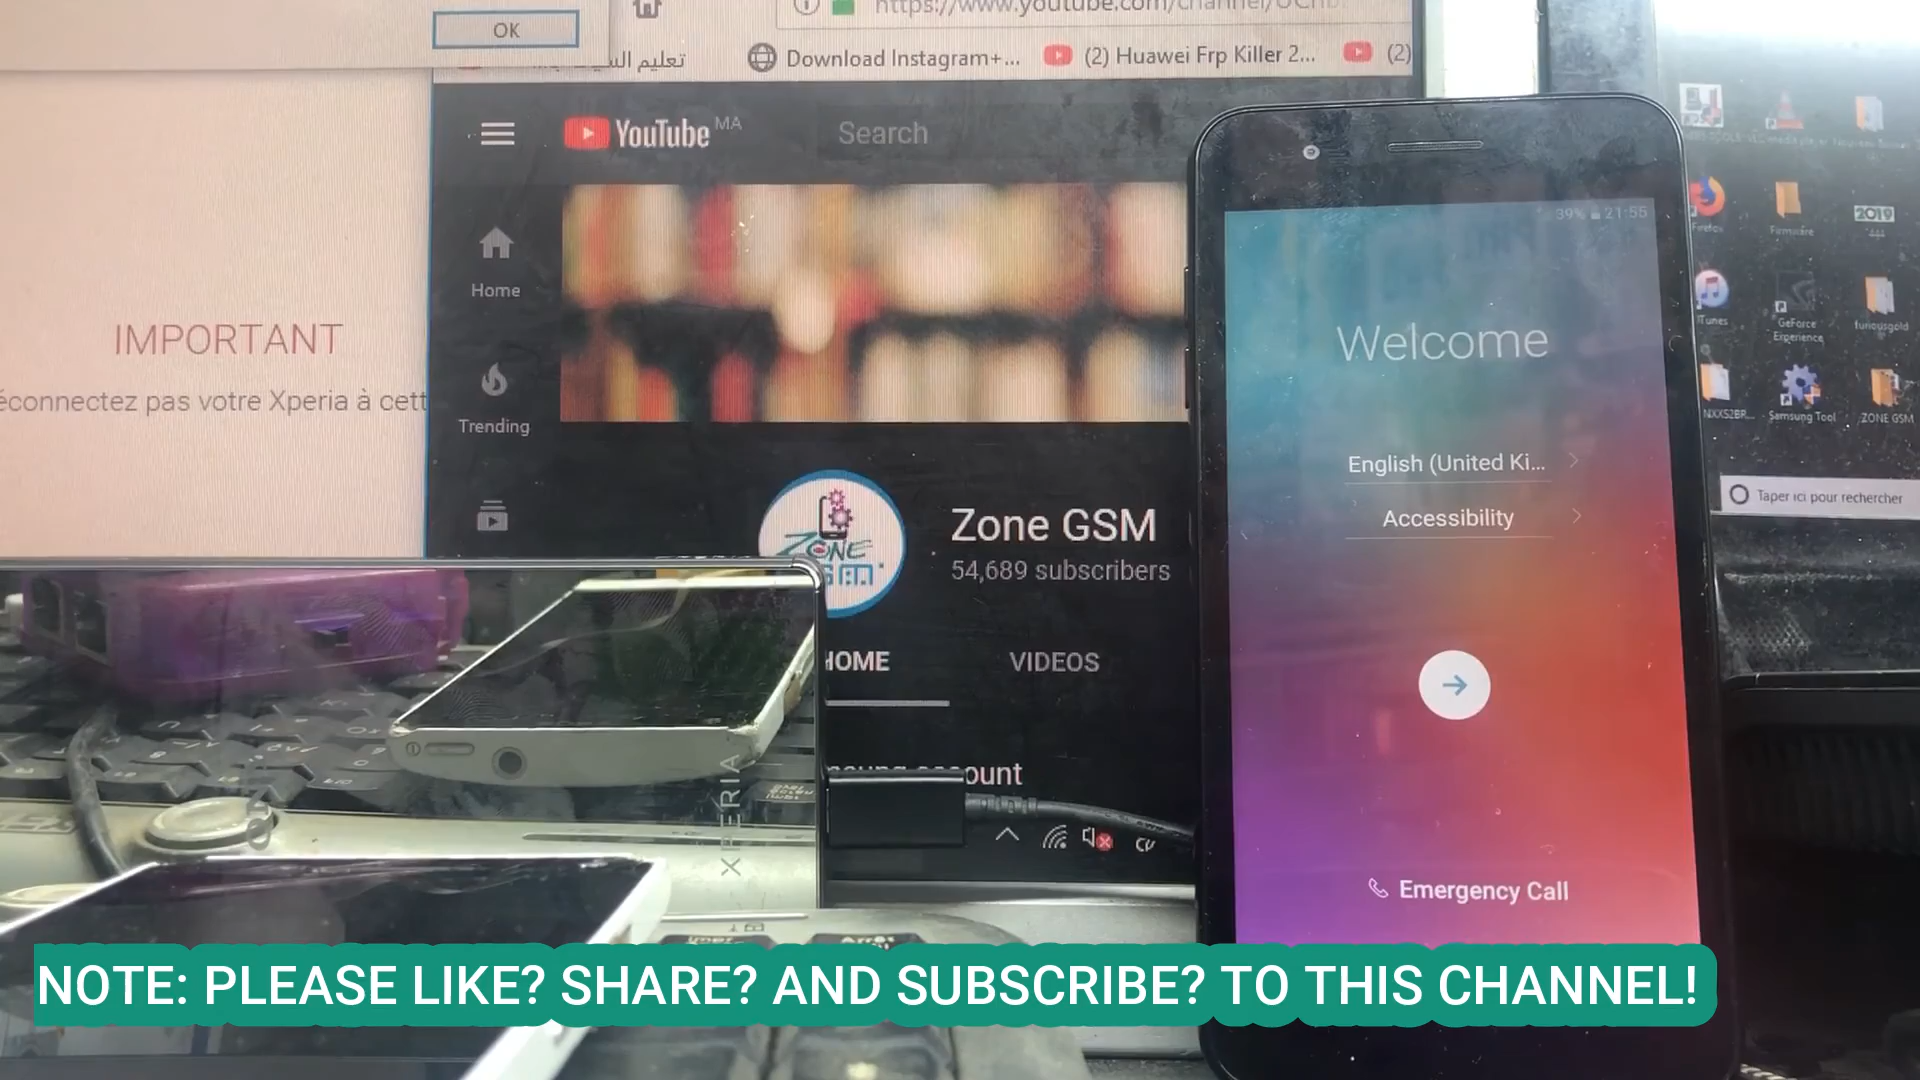 OK
https://www.youtube.com/channel/UCHb
تعليم
Download Instagram+...
(2) Huawei Frp Killer 2...
(2)
YouTube MA
Search
Home
Trending
IMPORTANT
éconnectez pas votre Xperia à cett
Zone GSM
54,689 subscribers
HOME
VIDEOS
account
XPERIA
39% 21:55
Welcome
English (United Ki...
Accessibility
Emergency Call
Firefox
Firmware
2019
iTunes
GeForce Experience
furiousgold
Samsung Tool
ZONE GSM
Taper ici pour rechercher
NOTE: PLEASE LIKE? SHARE? AND SUBSCRIBE? TO THIS CHANNEL!